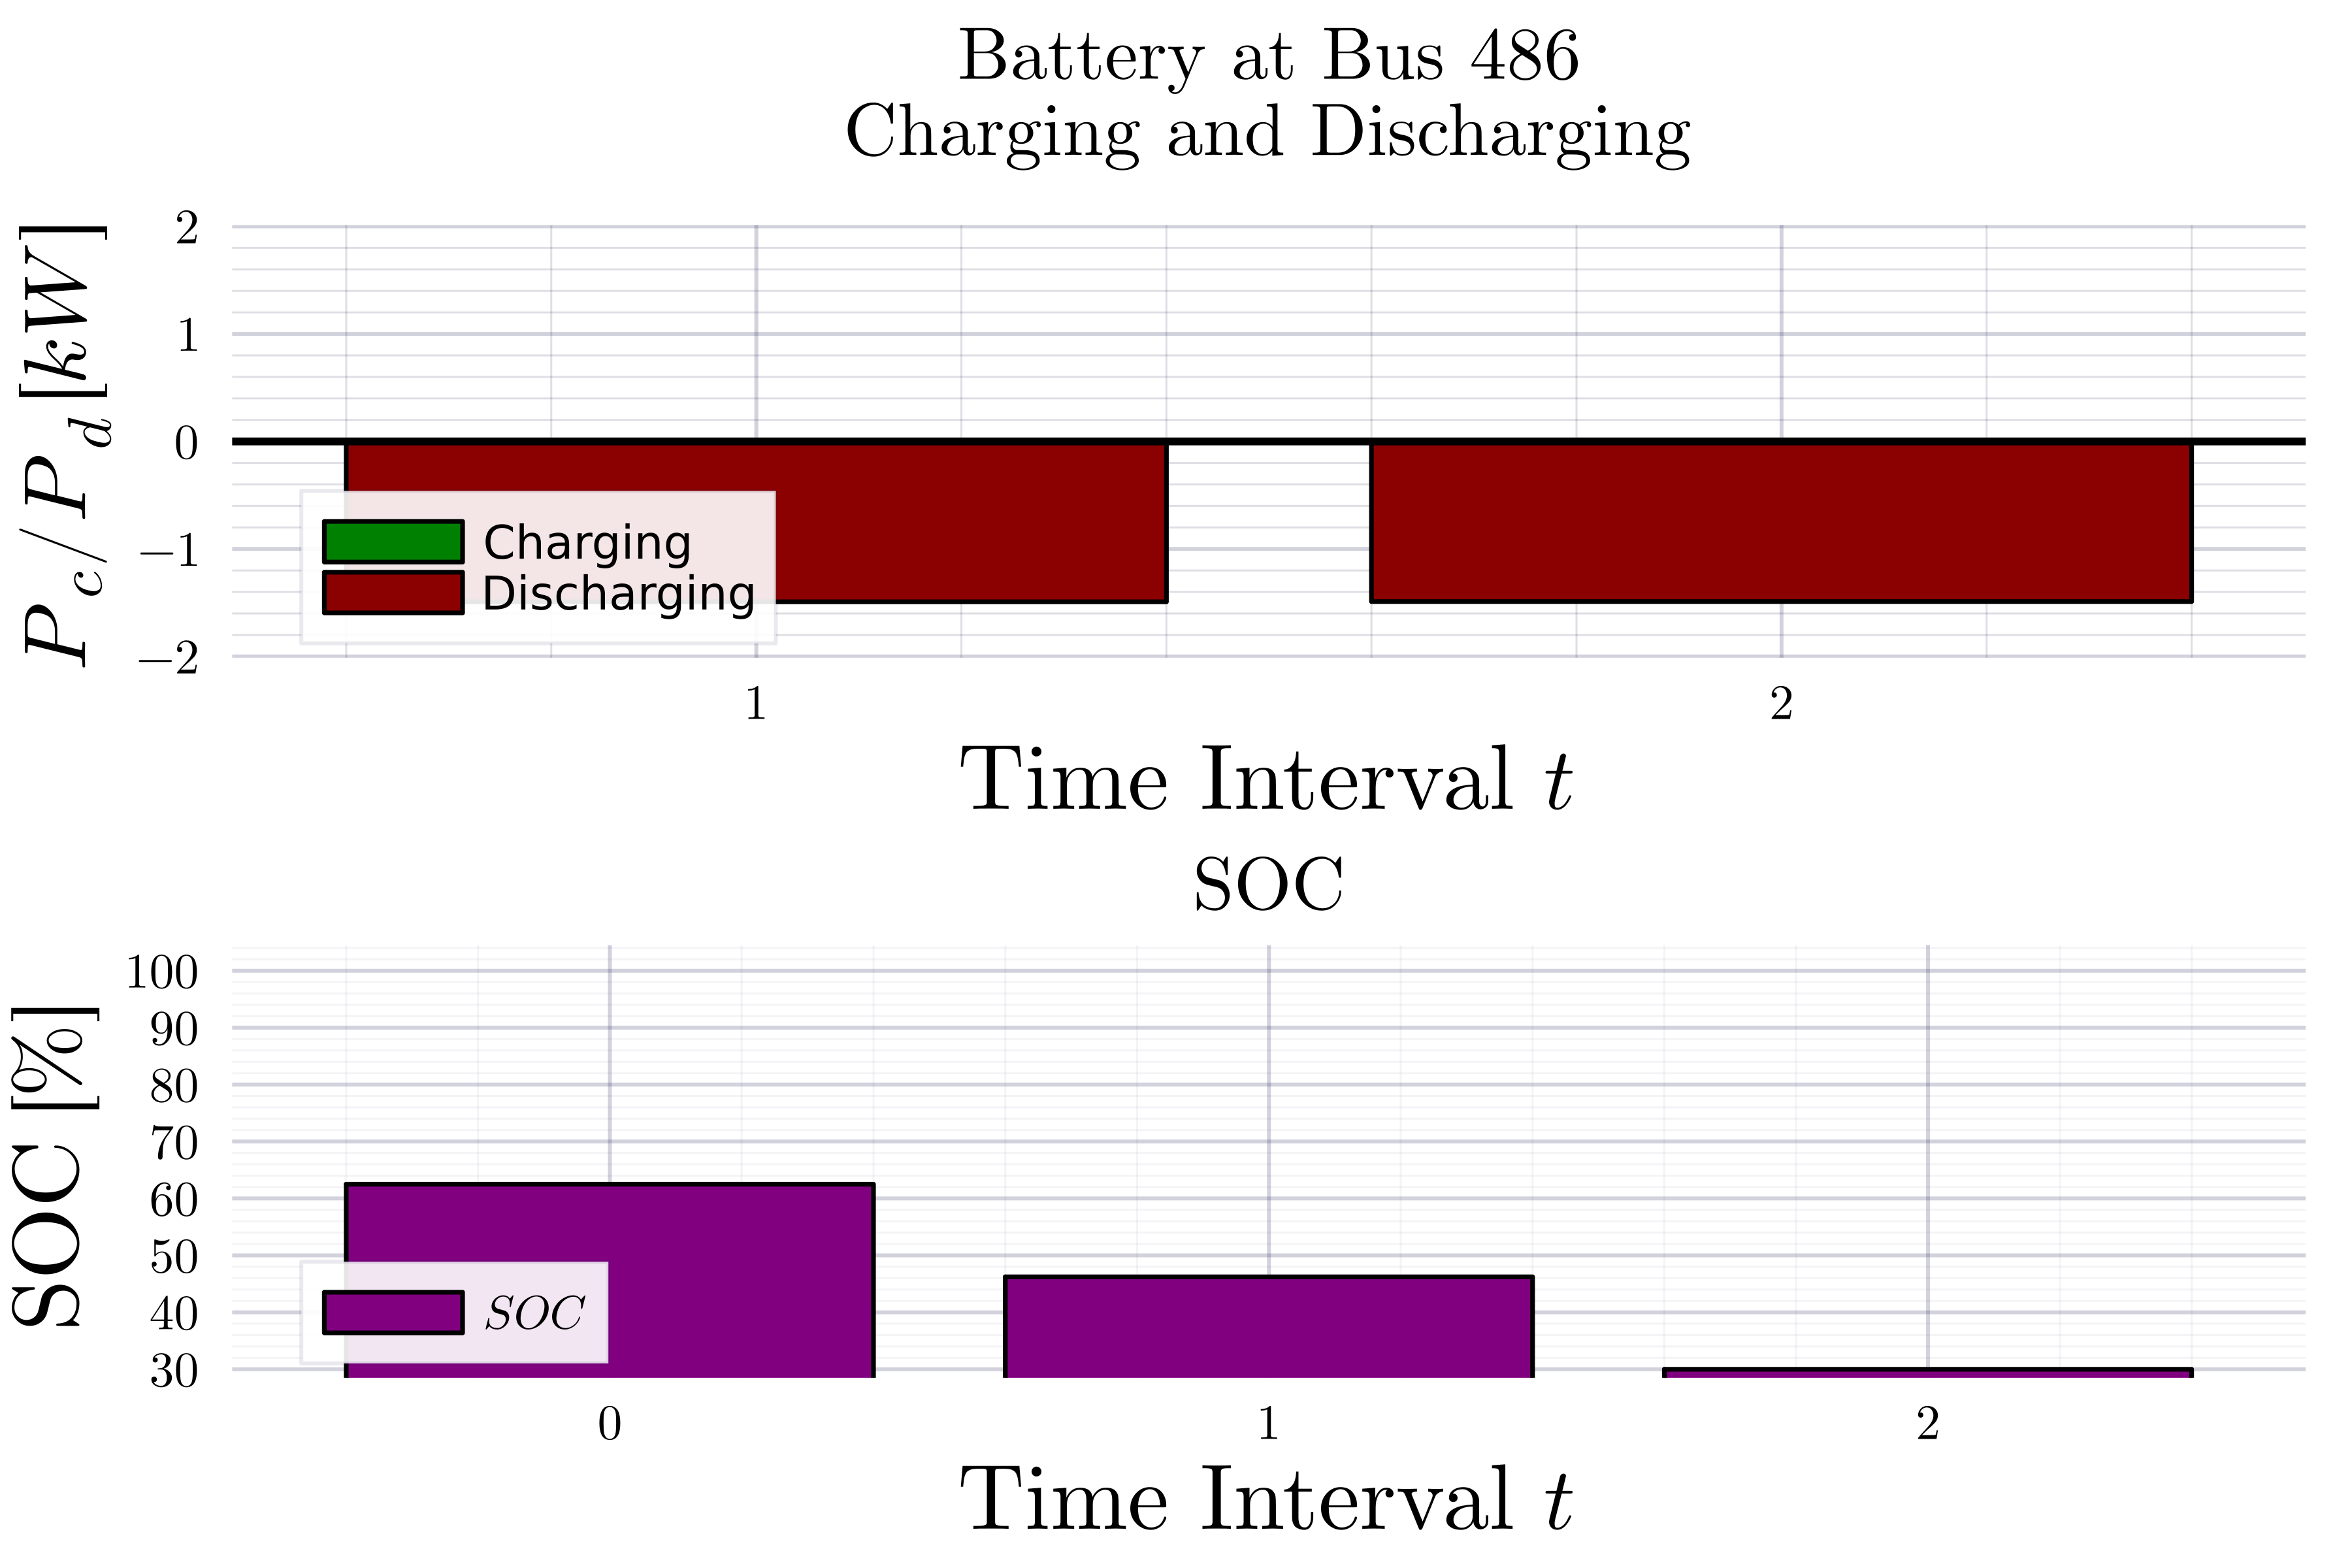 Battery at Bus 486
Charging and Discharging
P_c/P_d [kW]
2
1
0
−1
−2
Charging
Discharging
1 2
Time Interval t
SOC
SOC [%]
100
90
80
70
60
50
40
30
SOC
0 1 2
Time Interval t